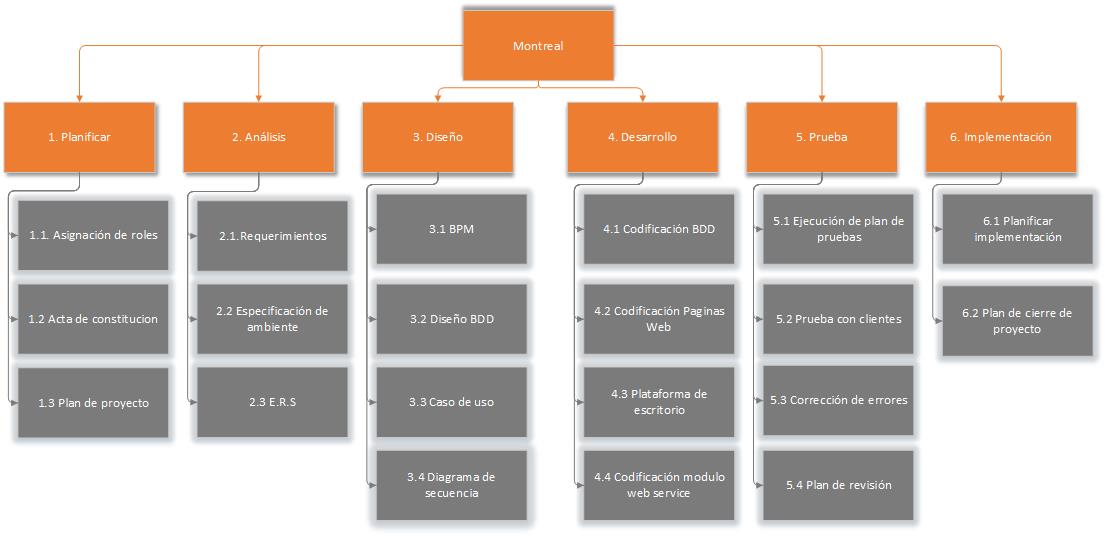 Montreal
1. Planificar
2. Análisis
3. Diseño
4. Desarrollo
5. Prueba
6. Implementación
1.1. Asignación de roles
1.2 Acta de constitucion
1.3 Plan de proyecto
2.1.Requerimientos
2.2 Especificación de
ambiente
2.3 E.R.S
3.1 BPM
3.2 Diseño BDD
3.3 Caso de uso
3.4 Diagrama de
secuencia
4.1 Codificación BDD
4.2 Codificación Paginas
Web
4.3 Plataforma de
escritorio
4.4 Codificación modulo
web service
5.1 Ejecución de plan de
pruebas
5.2 Prueba con clientes
5.3 Corrección de errores
5.4 Plan de revisión
6.1 Planificar
implementación
6.2 Plan de cierre de
proyecto